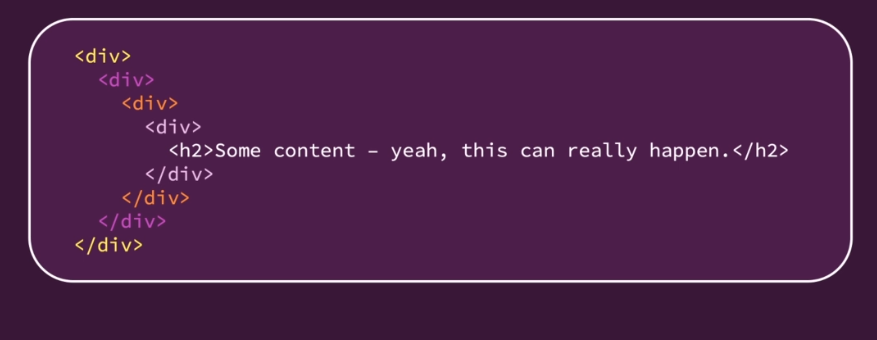 <div>
<div>
<div>
<div>
<h2>Some content – yeah, this can really happen.</h2>
</div>
</div>
</div>
</div>